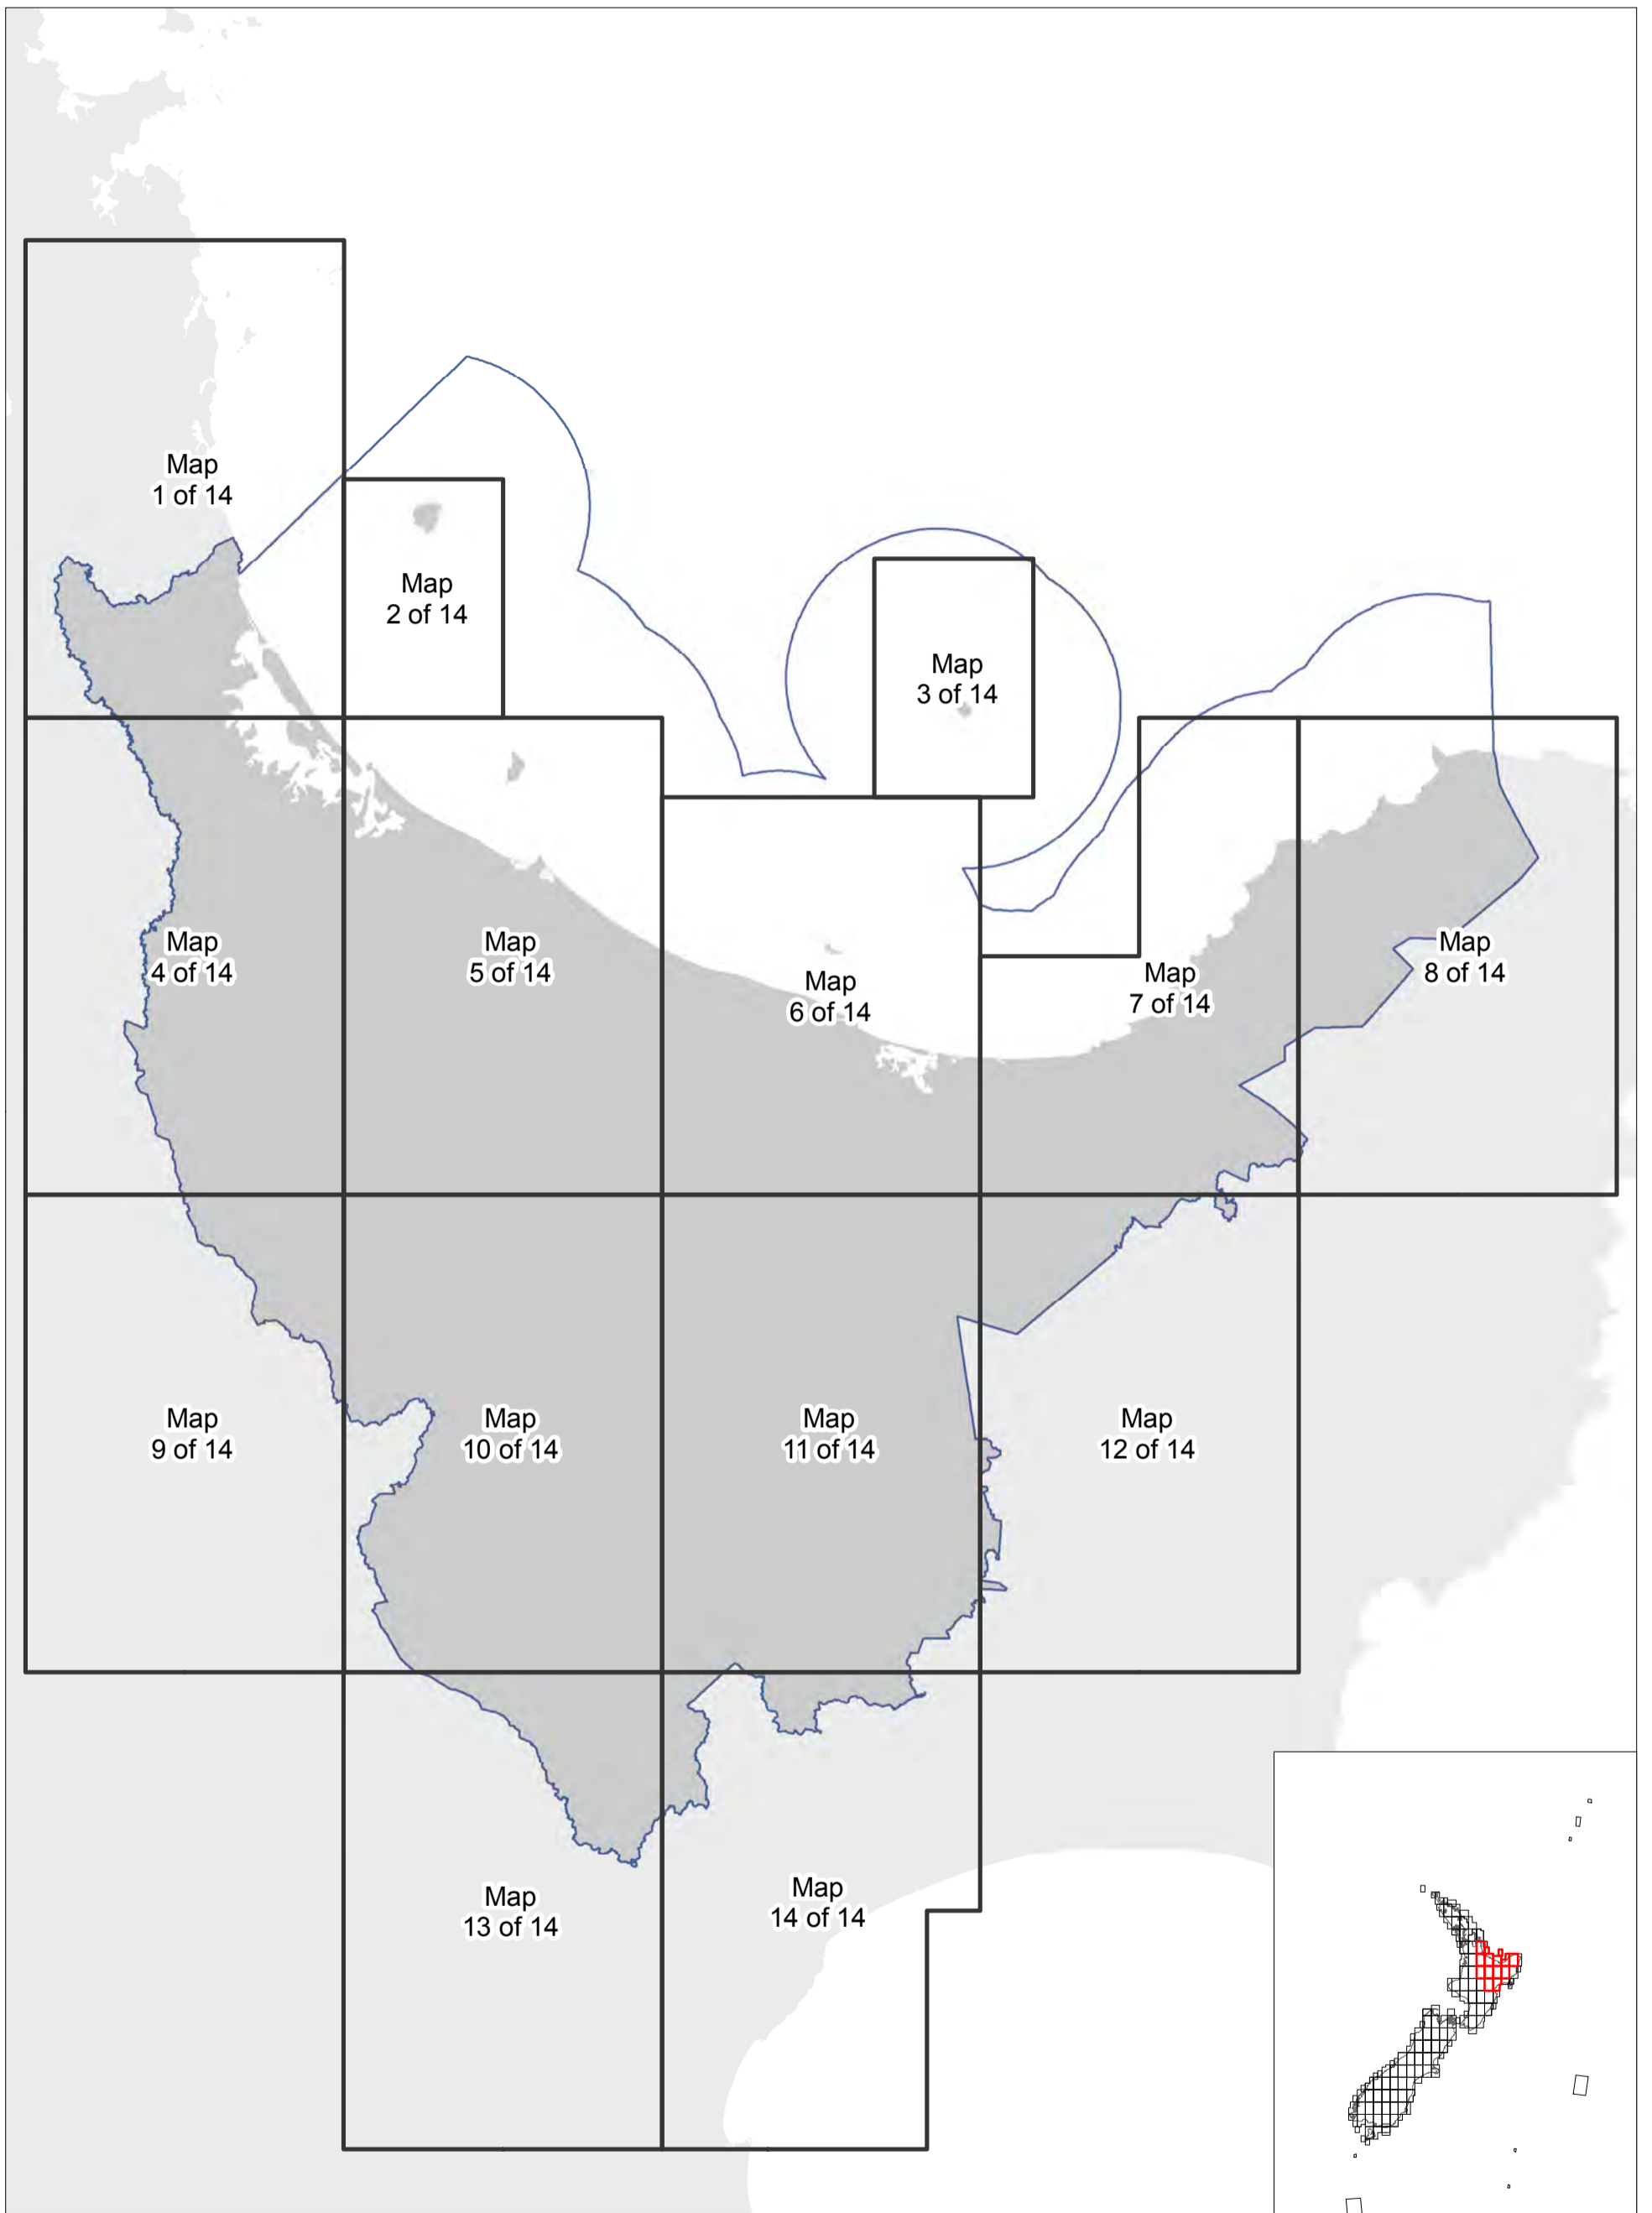 Map
1 of 14
Map
2 of 14
Map
3 of 14
Map
4 of 14
Map
5 of 14
Map
6 of 14
Map
7 of 14
Map
8 of 14
Map
9 of 14
Map
10 of 14
Map
11 of 14
Map
12 of 14
Map
13 of 14
Map
14 of 14